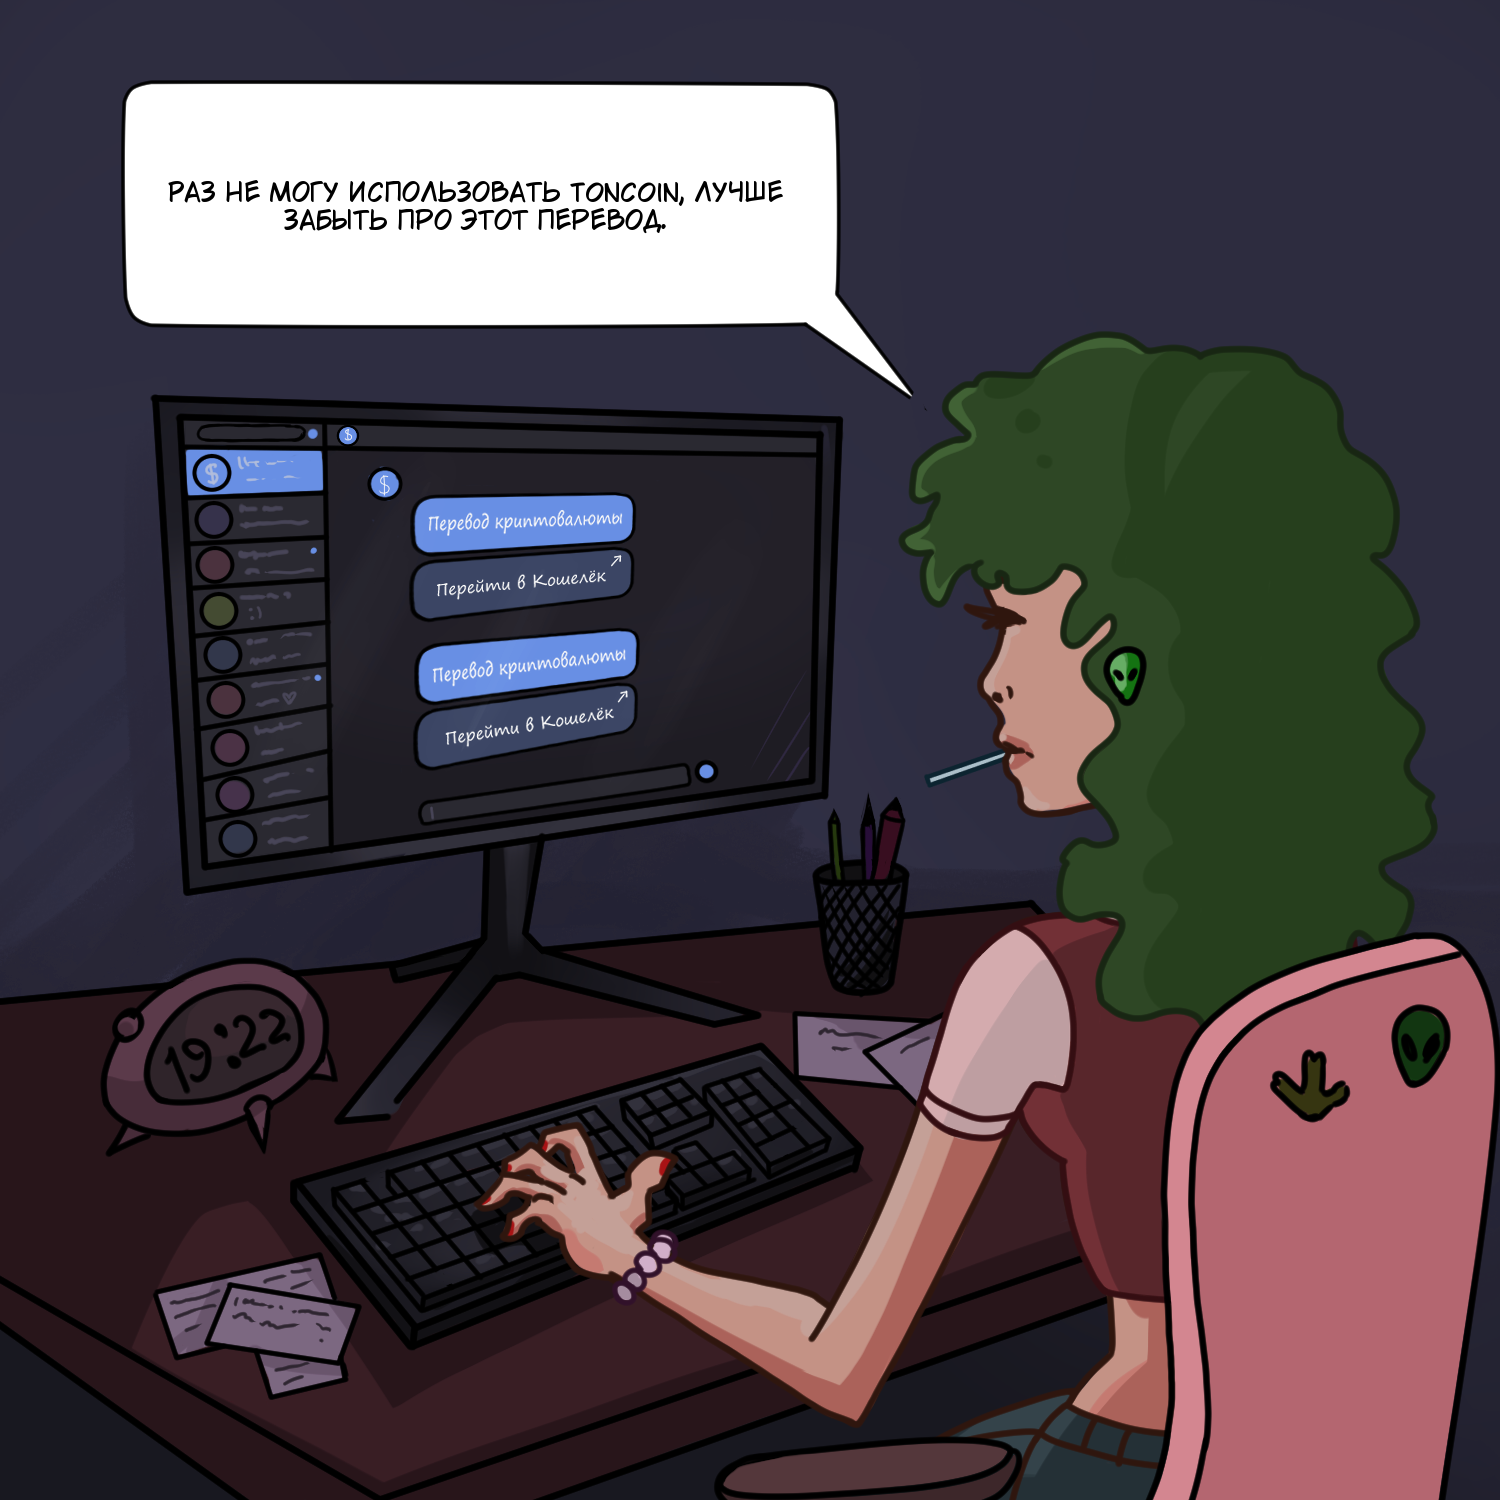 РАЗ НЕ МОГУ ИСПОЛЬЗОВАТЬ TONCOIN, ЛУЧШЕ
ЗАБЫТЬ ПРО ЭТОТ ПЕРЕВОД.
$
$
$
Перевод криптовалюты
Перейти в Кошелёк
Перевод криптовалюты
Перейти в Кошелёк
:)
19:22